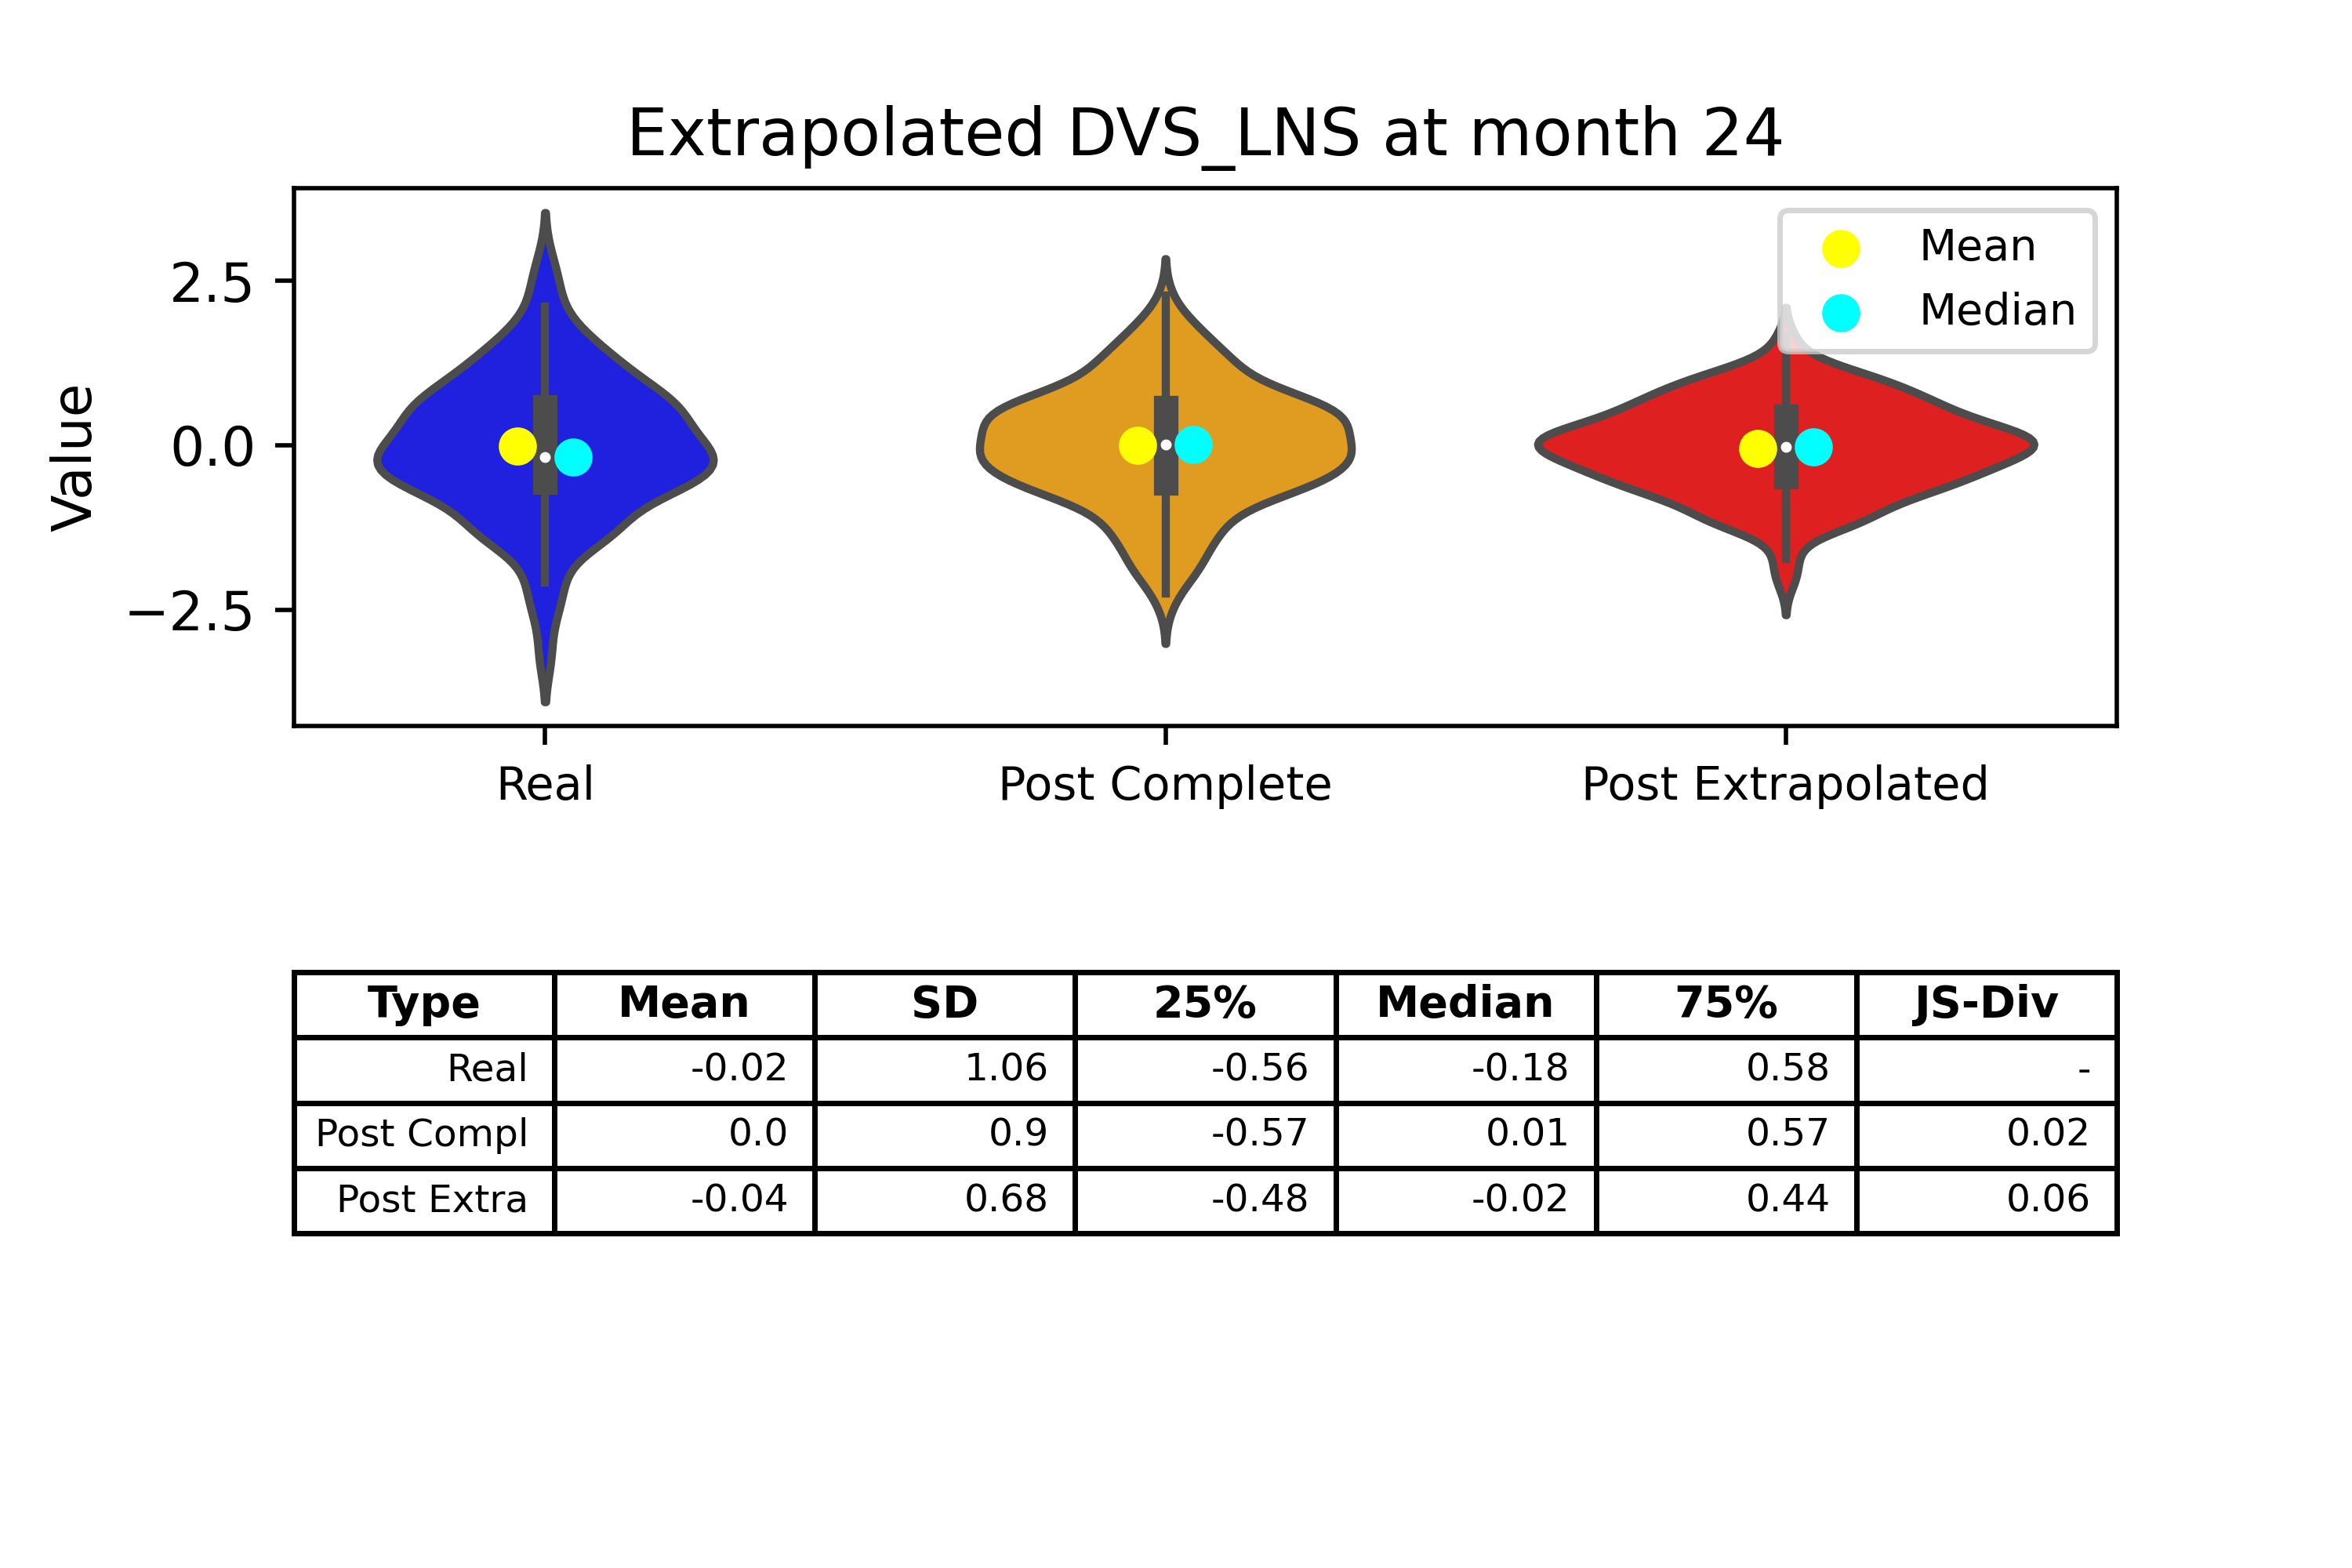 Extrapolated DVS_LNS at month 24
Mean
Median
2.5
0.0
−2.5
Value
Real Post Complete Post Extrapolated
Type Mean SD 25% Median 75% JS-Div
Real -0.02 1.06 -0.56 -0.18 0.58 -
Post Compl 0.0 0.9 -0.57 0.01 0.57 0.02
Post Extra -0.04 0.68 -0.48 -0.02 0.44 0.06